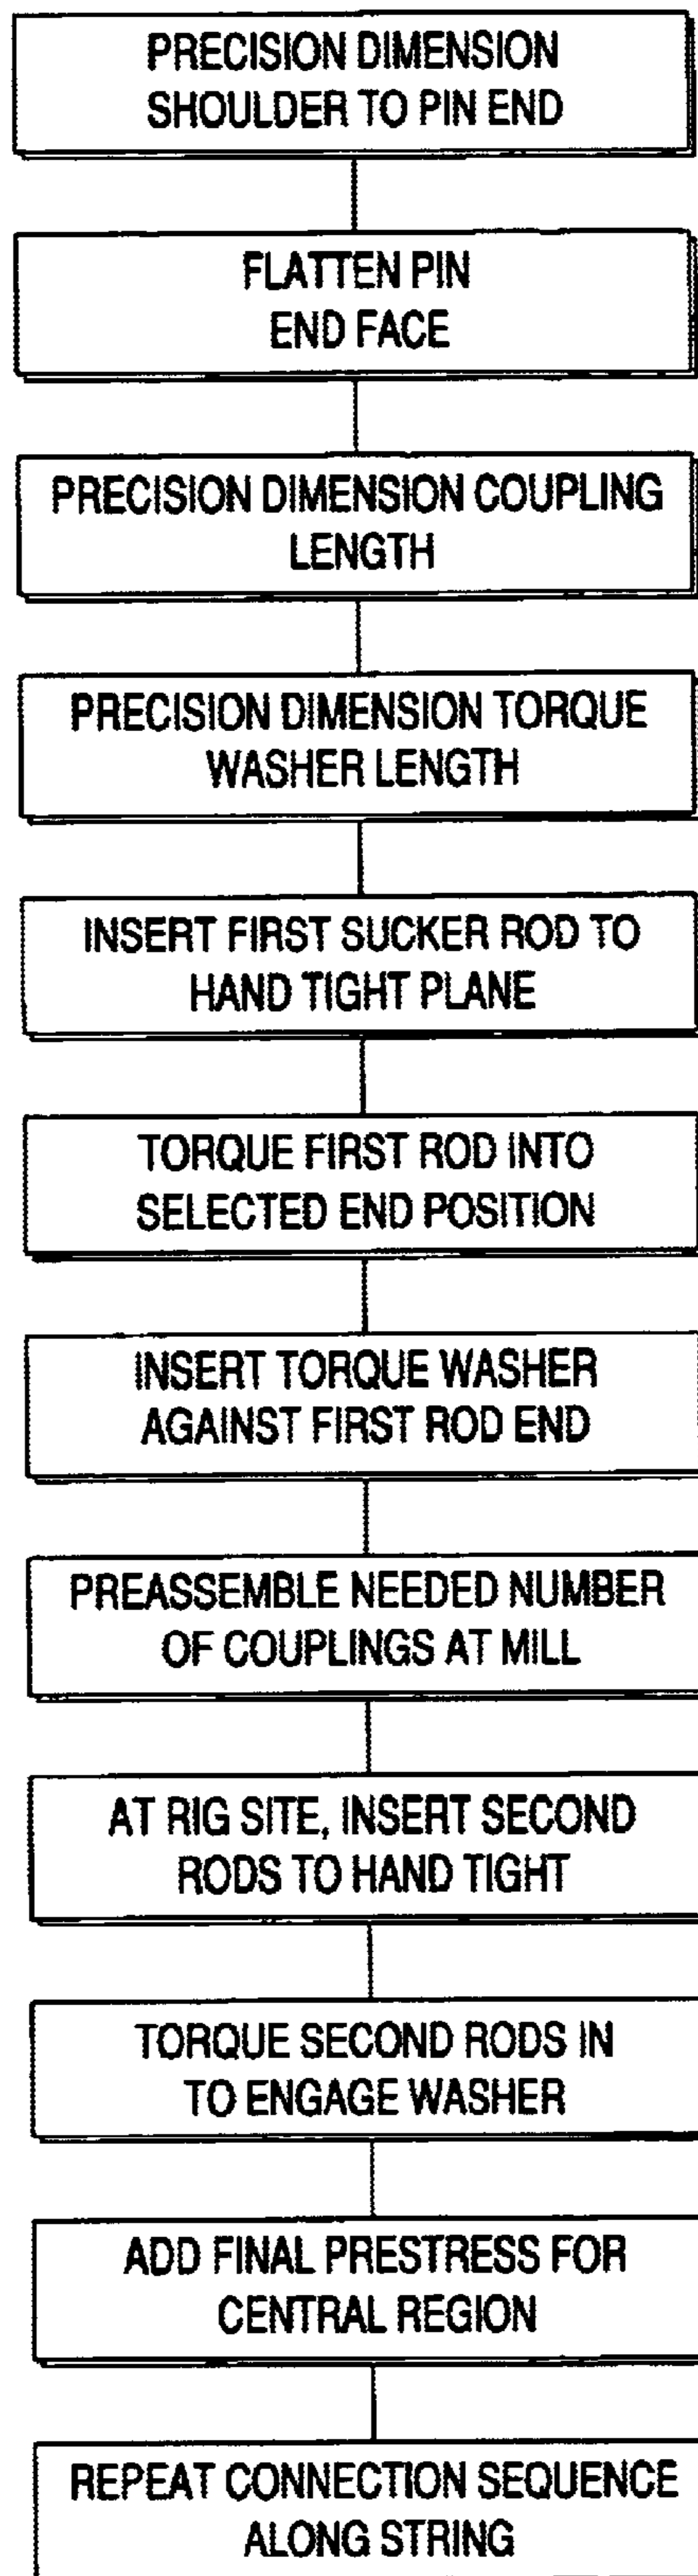 PRECISION DIMENSION
SHOULDER TO PIN END
FLATTEN PIN
END FACE
PRECISION DIMENSION COUPLING
LENGTH
PRECISION DIMENSION TORQUE
WASHER LENGTH
INSERT FIRST SUCKER ROD TO
HAND TIGHT PLANE
TORQUE FIRST ROD INTO
SELECTED END POSITION
INSERT TORQUE WASHER
AGAINST FIRST ROD END
PREASSEMBLE NEEDED NUMBER
OF COUPLINGS AT MILL
AT RIG SITE, INSERT SECOND
RODS TO HAND TIGHT
TORQUE SECOND RODS IN
TO ENGAGE WASHER
ADD FINAL PRESTRESS FOR
CENTRAL REGION
REPEAT CONNECTION SEQUENCE
ALONG STRING